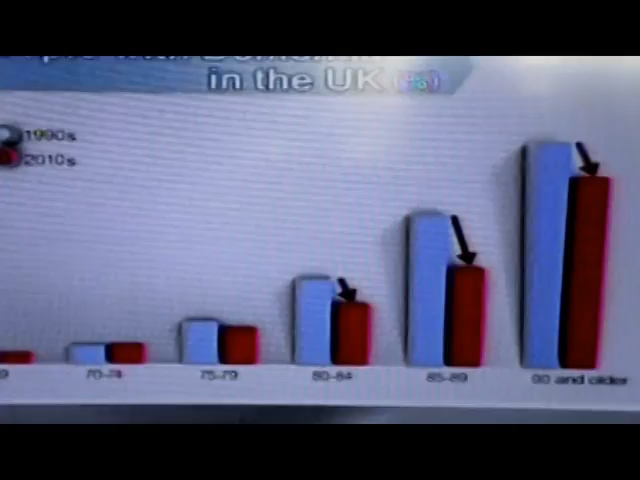 in the UK (%)
1990s
2010s
70-74
75-79
80-84
85-89
90 and older